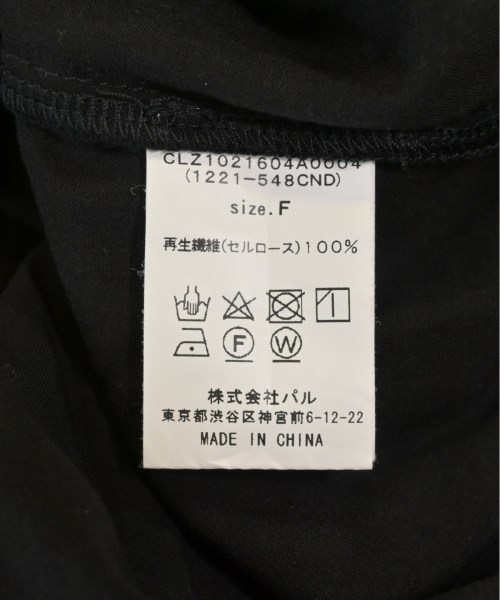 CLZ1021604A0004
(1221-548CND)
size.F
再生繊維(セルロース)100%
F W
株式会社パル
東京都渋谷区神宮前6-12-22
MADE IN CHINA